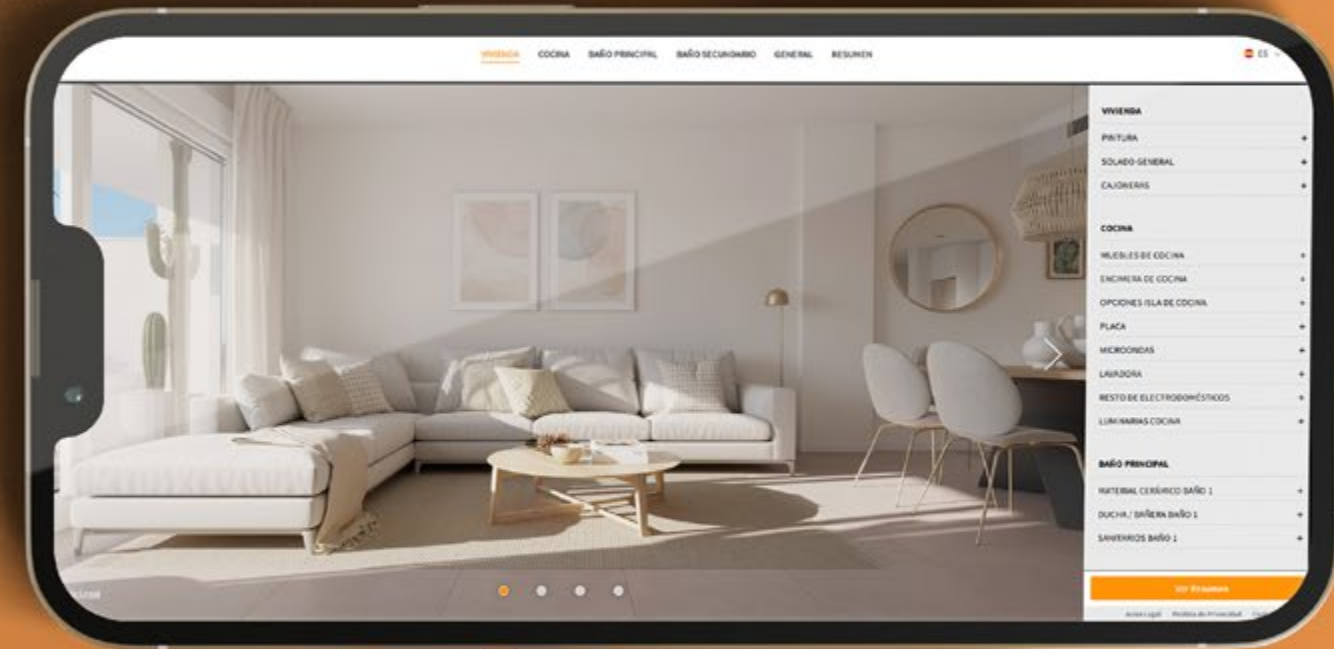 VIVIENDA COCINA BAÑO PRINCIPAL BAÑO SECUNDARIO GENERAL RESUMEN
ES
VIVIENDA
PINTURA +
SOLADO GENERAL +
CAJONERAS +
COCINA
MUEBLES DE COCINA +
ENCIMERA DE COCINA +
OPCIONES ISLA DE COCINA +
PLACA +
MICROONDAS +
LAVADORA +
RESTO DE ELECTRODOMÉSTICOS +
LUMINARIAS COCINA +
BAÑO PRINCIPAL
MATERIAL CERÁMICO BAÑO 1 +
DUCHA / BAÑERA BAÑO 1 +
SANITARIOS BAÑO 1 +
Ver Resumen
Aviso Legal Política de Privacidad